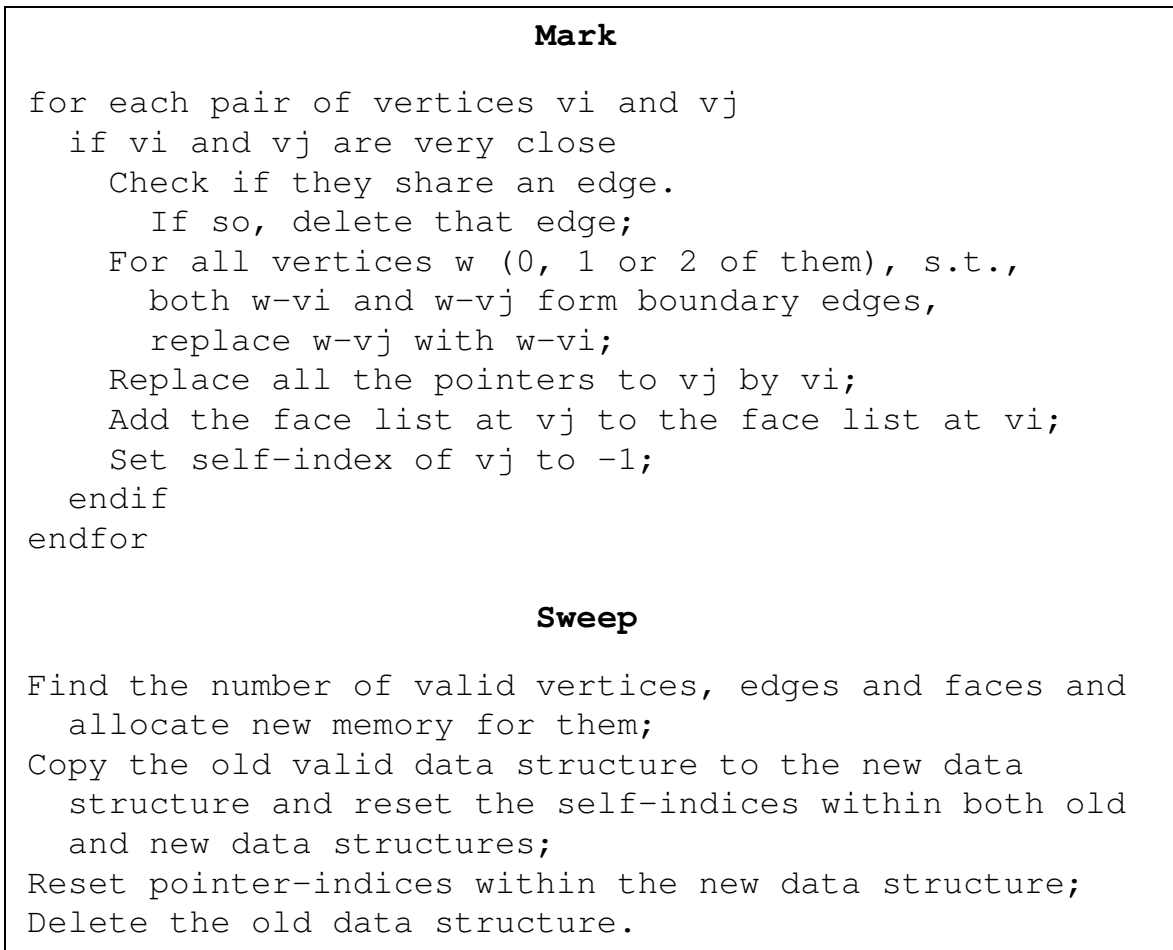 Mark
for each pair of vertices vi and vj
if vi and vj are very close
Check if they share an edge.
If so, delete that edge;
For all vertices w (0, 1 or 2 of them), s.t.,
both w-vi and w-vj form boundary edges,
replace w-vj with w-vi;
Replace all the pointers to vj by vi;
Add the face list at vj to the face list at vi;
Set self-index of vj to -1;
endif
endfor
Sweep
Find the number of valid vertices, edges and faces and
allocate new memory for them;
Copy the old valid data structure to the new data
structure and reset the self-indices within both old
and new data structures;
Reset pointer-indices within the new data structure;
Delete the old data structure.